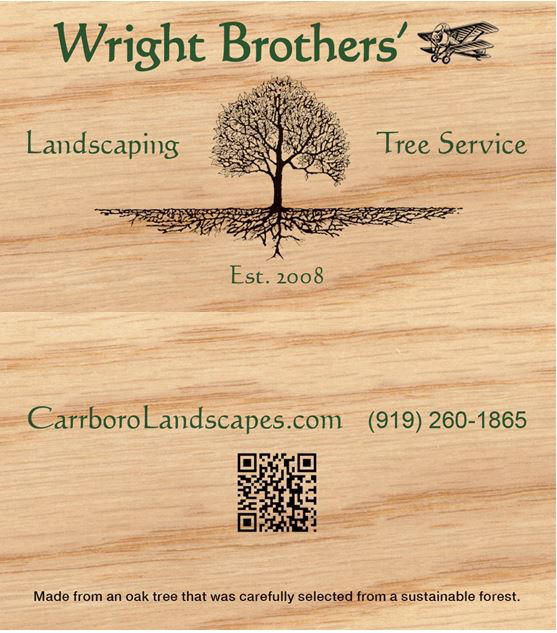 Wright Brothers'
Landscaping
Tree Service
Est. 2008
CarrboroLandscapes.com (919) 260-1865
Made from an oak tree that was carefully selected from a sustainable forest.